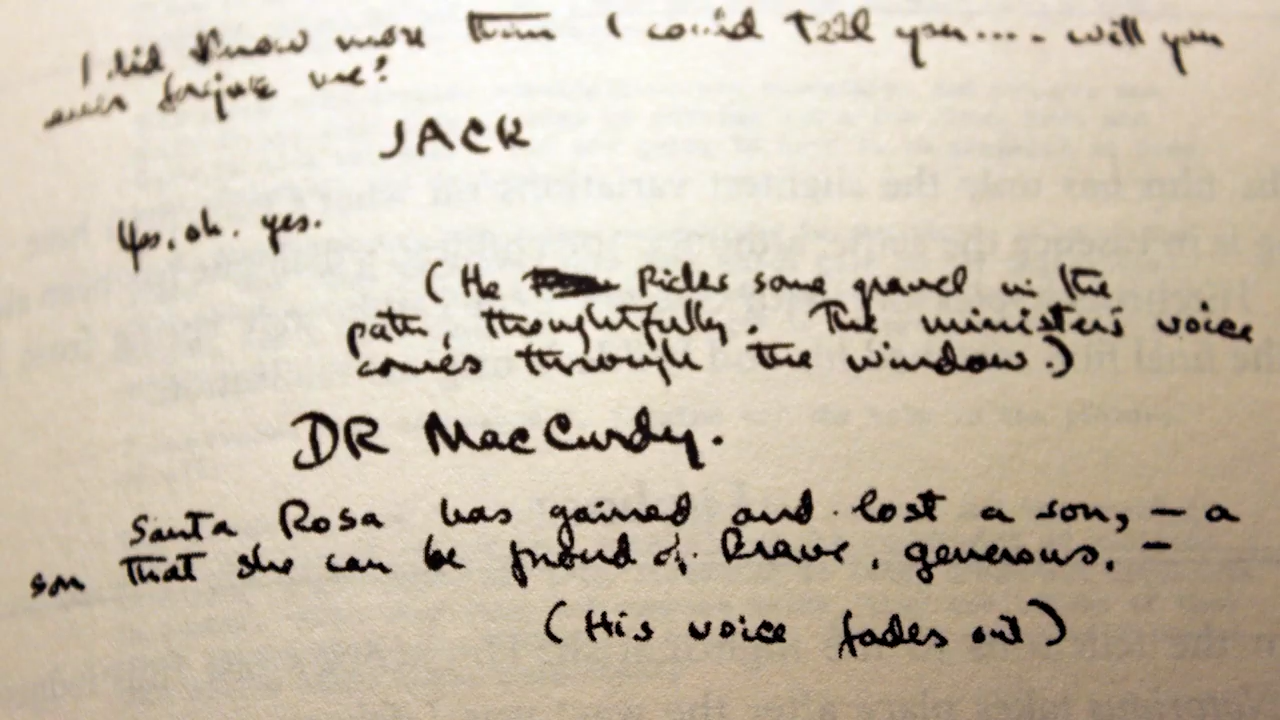 I did know more than I could tell you.... will you
ever forgive me?
JACK
Yes, oh. yes.
(He kicks some gravel in the
path, thoughtfully. The minister's voice
comes through the window.)
DR MacCurdy.
Santa Rosa has gained and lost a son, — a
son that she can be proud of. Brave, generous, —
(His voice fades out)